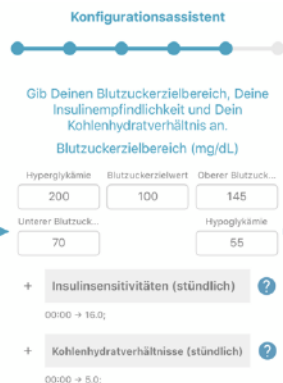 Konfigurationsassistent
Gib Deinen Blutzuckerzielbereich, Deine
Insulinempfindlichkeit und Dein
Kohlenhydratverhältnis an.
Blutzuckerzielbereich (mg/dL)
Hyperglykämie Blutzuckerzielwert Oberer Blutzuck...
200 100 145
Unterer Blutzuck... Hypoglykämie
70 55
+ Insulinsensitivitäten (stündlich) ?
00:00 → 16.0;
+ Kohlenhydratverhältnisse (stündlich) ?
00:00 → 5.0;